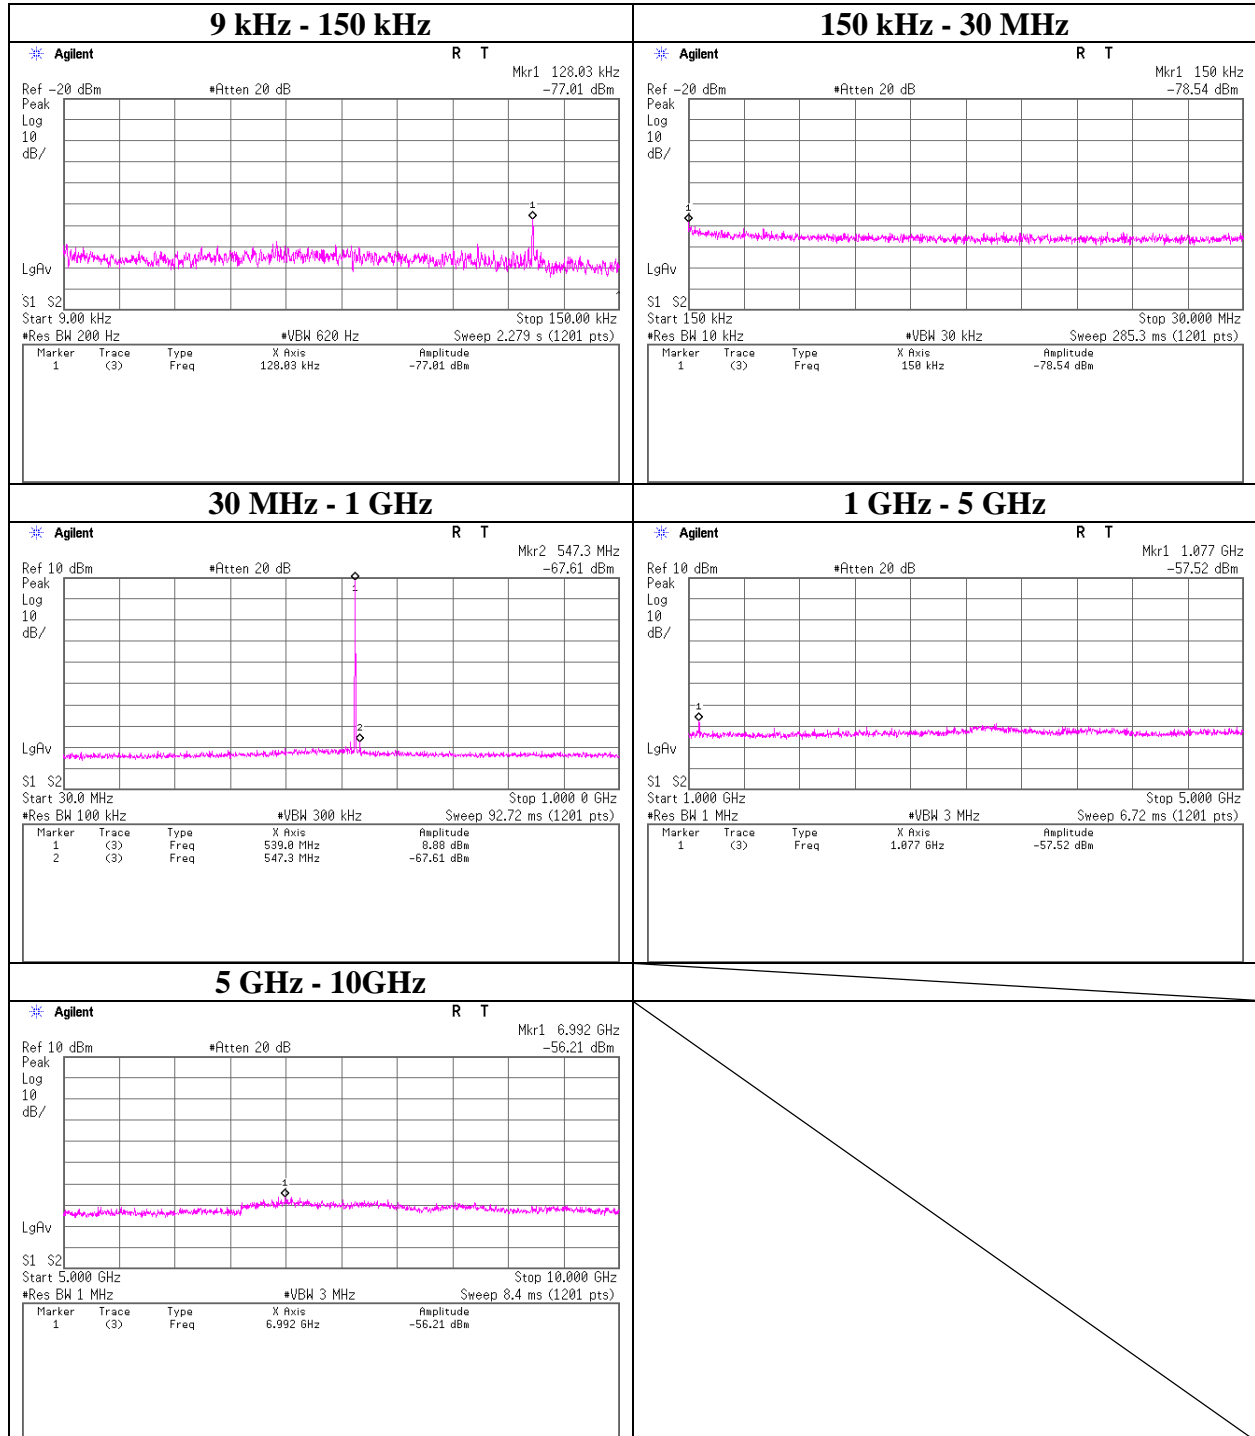 9 kHz - 150 kHz
Agilent R T
Mkr1 128.03 kHz
Ref -20 dBm #Atten 20 dB -77.01 dBm
Peak
Log
10
dB/
1
LgAv
S1 S2
Start 9.00 kHz Stop 150.00 kHz
#Res BW 200 Hz #VBW 620 Hz Sweep 2.279 s (1201 pts)
Marker Trace Type X Axis Amplitude
1 (3) Freq 128.03 kHz -77.01 dBm
150 kHz - 30 MHz
Agilent R T
Mkr1 150 kHz
Ref -20 dBm #Atten 20 dB -78.54 dBm
Peak
Log
10
dB/
1
LgAv
S1 S2
Start 150 kHz Stop 30.000 MHz
#Res BW 10 kHz #VBW 30 kHz Sweep 285.3 ms (1201 pts)
Marker Trace Type X Axis Amplitude
1 (3) Freq 150 kHz -78.54 dBm
30 MHz - 1 GHz
Agilent R T
Mkr2 547.3 MHz
Ref 10 dBm #Atten 20 dB -67.61 dBm
Peak
Log
10
dB/
1
2
LgAv
S1 S2
Start 30.0 MHz Stop 1.000 0 GHz
#Res BW 100 kHz #VBW 300 kHz Sweep 92.72 ms (1201 pts)
Marker Trace Type X Axis Amplitude
1 (3) Freq 539.0 MHz 8.88 dBm
2 (3) Freq 547.3 MHz -67.61 dBm
1 GHz - 5 GHz
Agilent R T
Mkr1 1.077 GHz
Ref 10 dBm #Atten 20 dB -57.52 dBm
Peak
Log
10
dB/
1
LgAv
S1 S2
Start 1.000 GHz Stop 5.000 GHz
#Res BW 1 MHz #VBW 3 MHz Sweep 6.72 ms (1201 pts)
Marker Trace Type X Axis Amplitude
1 (3) Freq 1.077 GHz -57.52 dBm
5 GHz - 10GHz
Agilent R T
Mkr1 6.992 GHz
Ref 10 dBm #Atten 20 dB -56.21 dBm
Peak
Log
10
dB/
1
LgAv
S1 S2
Start 5.000 GHz Stop 10.000 GHz
#Res BW 1 MHz #VBW 3 MHz Sweep 8.4 ms (1201 pts)
Marker Trace Type X Axis Amplitude
1 (3) Freq 6.992 GHz -56.21 dBm